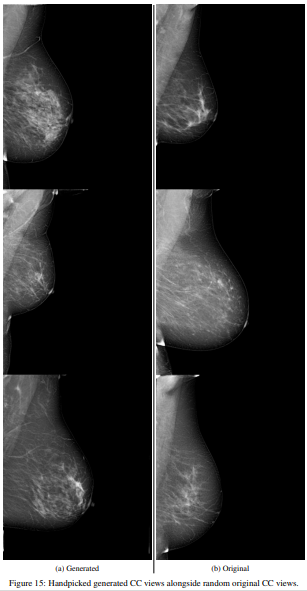 (a) Generated
(b) Original
Figure 15: Handpicked generated CC views alongside random original CC views.